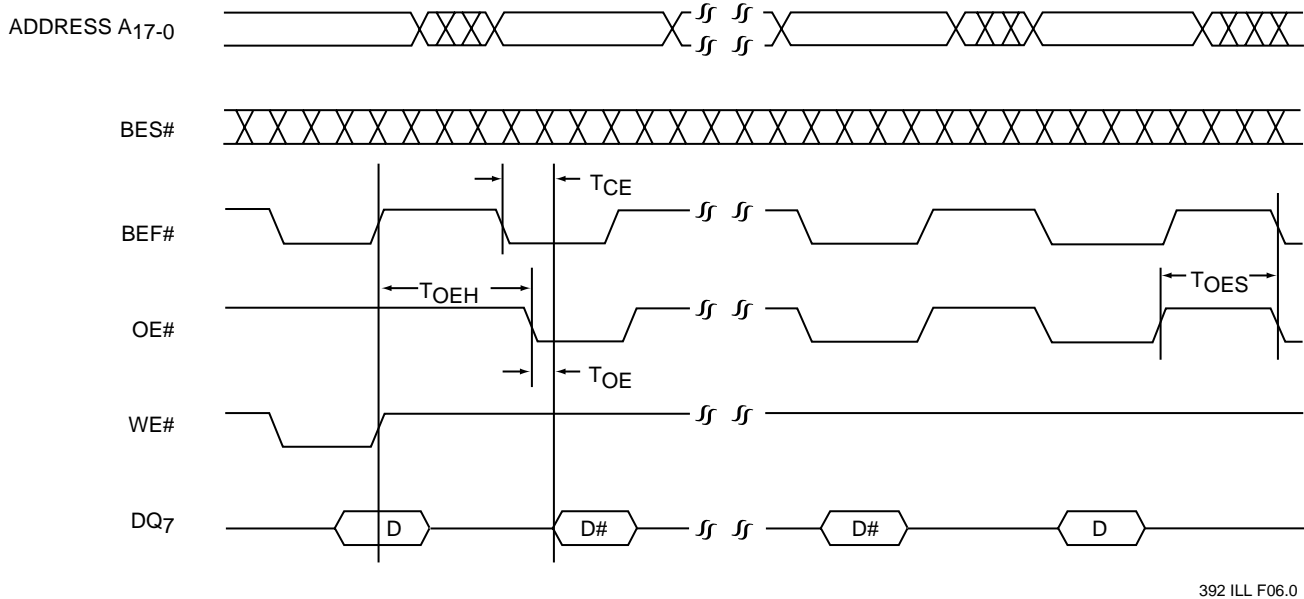 ADDRESS A17-0
BES#
TCE
BEF#
TOEH
TOES
OE#
TOE
WE#
DQ7
D
D#
D#
D
392 ILL F06.0